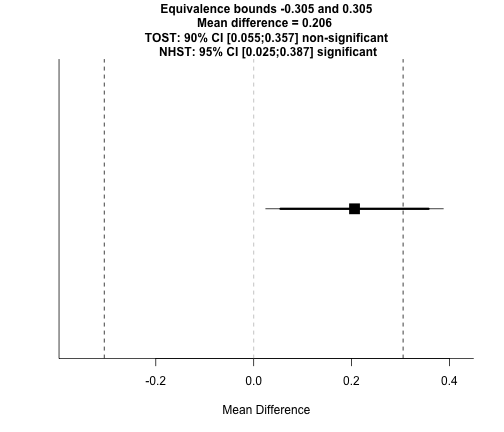 Equivalence bounds -0.305 and 0.305
Mean difference = 0.206
TOST: 90% CI [0.055;0.357] non-significant
NHST: 95% CI [0.025;0.387] significant
-0.2 0.0 0.2 0.4
Mean Difference